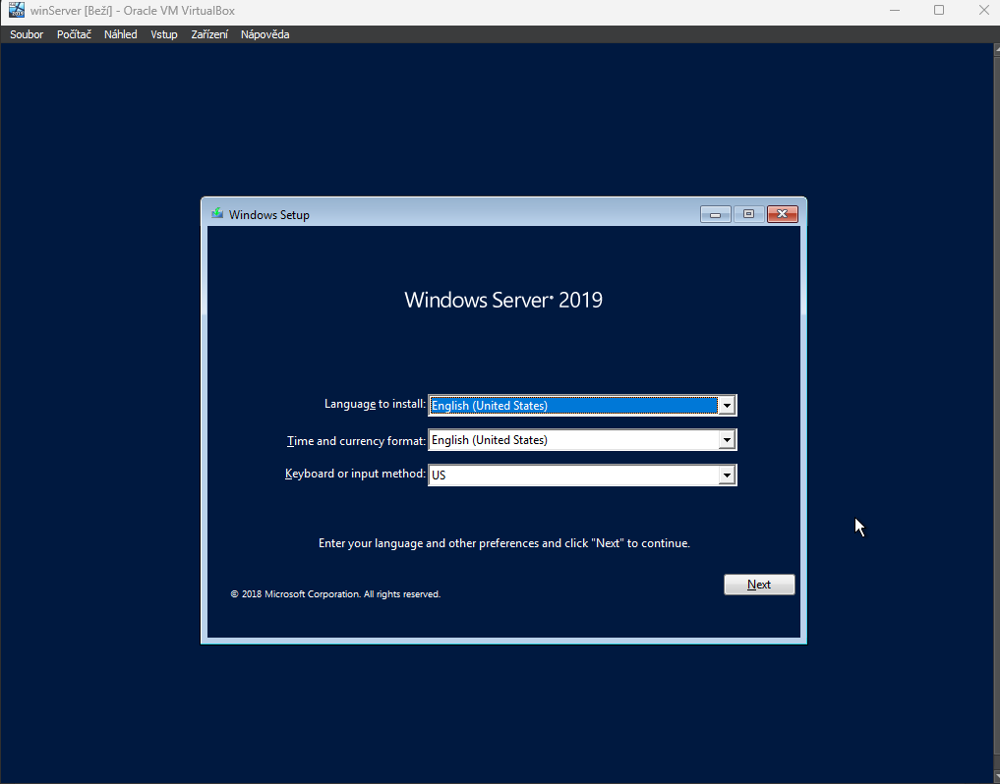 winServer [Beží] - Oracle VM VirtualBox
Soubor Počítač Náhled Vstup Zařízení Nápověda
Windows Setup
Windows Server® 2019
Language to install: English (United States)
Time and currency format: English (United States)
Keyboard or input method: US
Enter your language and other preferences and click "Next" to continue.
Next
© 2018 Microsoft Corporation. All rights reserved.